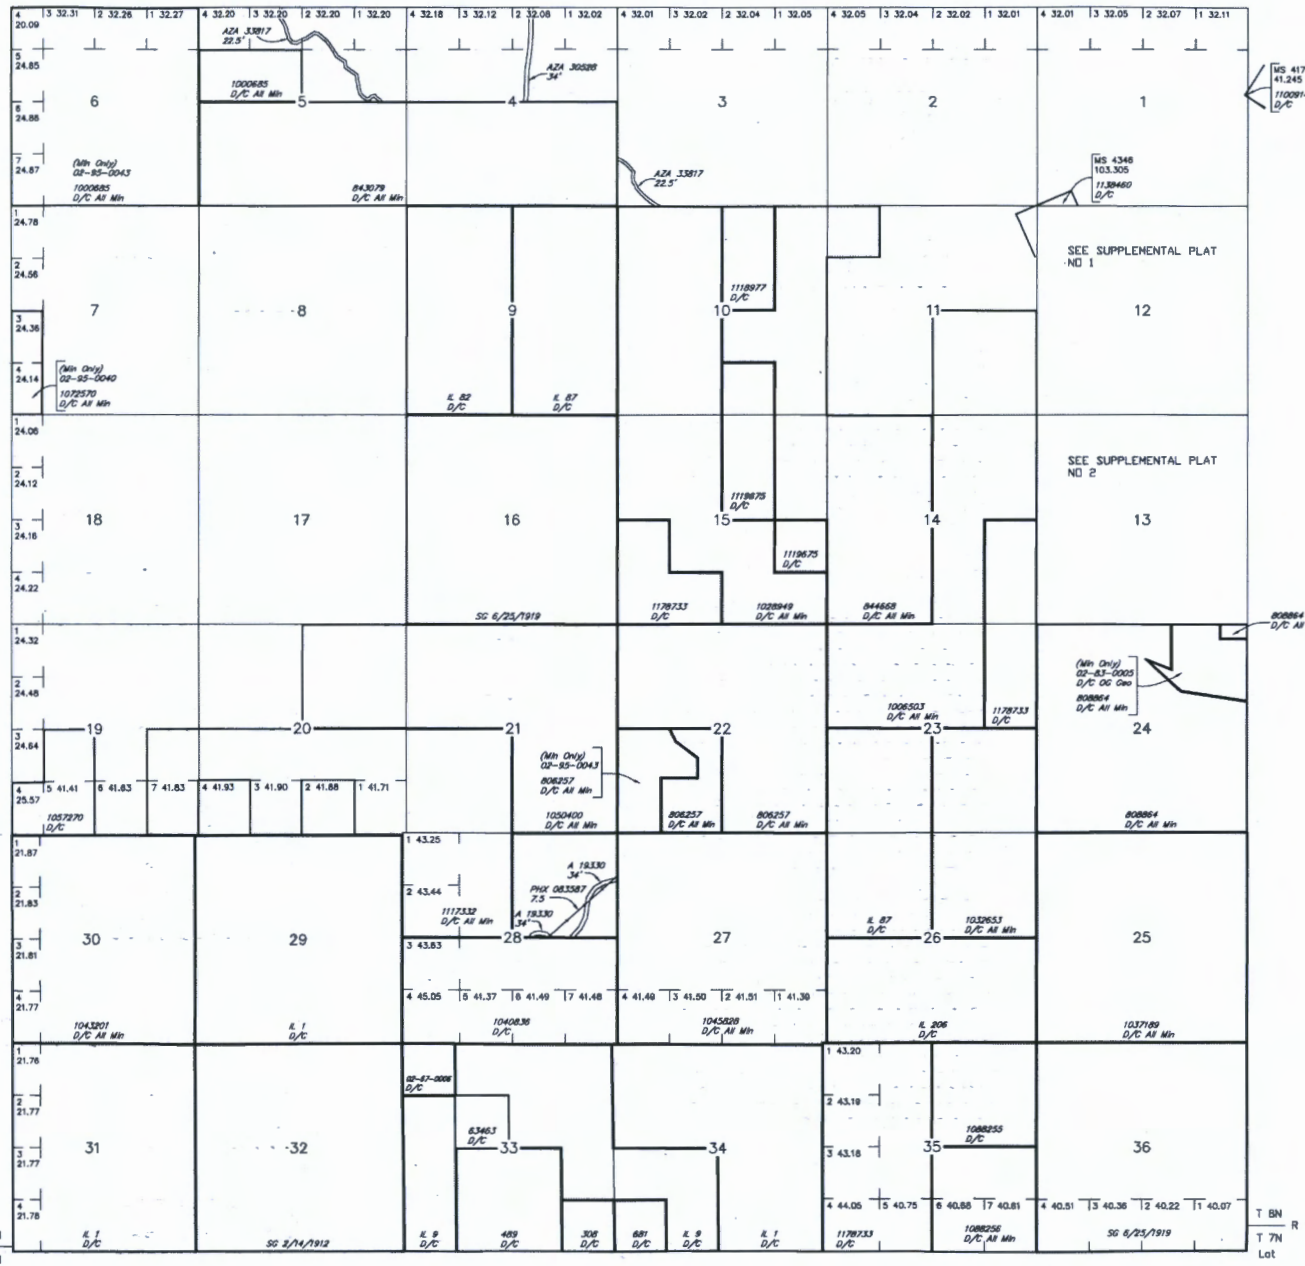 4 3 32.31 2 32.26 1 32.27 4 32.20 3 32.20 2 32.20 1 32.20 4 32.18 3 32.12 2 32.08 1 32.02 4 32.01 3 32.02 2 32.04 1 32.05 4 32.05 3 32.04 2 32.02 1 32.01 4 32.01 3 32.05 2 32.07 1 32.11
20.09
AZA 33817
22.5'
5
24.85
AZA 30528
34'
MS 417
41.245
D/C
1000685
D/C All Min
6 5 4 3 2 1
6
24.86
7
24.87
(Min Only)
02-95-0043
1000685
D/C All Min
843079
D/C All Min
AZA 33817
22.5'
MS 4346
103.305
1138460
D/C
1
24.78
2
24.56
SEE SUPPLEMENTAL PLAT
NO 1
1118977
D/C
7 8 9 10 11 12
3
24.36
4
24.14
(Min Only)
02-95-0040
1072570
D/C All Min
IL 82
D/C
IL 87
D/C
1
24.06
2
24.12
SEE SUPPLEMENTAL PLAT
NO 2
1119675
D/C
18 17 16 15 14 13
3
24.16
1119675
D/C
4
24.22
SG 6/25/1919
1178733
D/C
1028949
D/C All Min
844668
D/C All Min
1
24.32
808864
D/C All
2
24.48
(Min Only)
02-83-0005
D/C OG Geo
808864
D/C All Min
1006503
D/C All Min
1178733
D/C
19 20 21 22 23 24
3
24.64
(Min Only)
02-95-0043
806257
D/C All Min
4
25.57
5 41.41 6 41.63 7 41.83 4 41.93 3 41.90 2 41.88 1 41.71
1057270
D/C
1050400
D/C All Min
806257
D/C All Min
806257
D/C All Min
808864
D/C All Min
1
21.87
1 43.25
2
21.83
2 43.44
A 19330
34'
PHX 083587
7.5
A 19330
34'
1117332
D/C All Min
IL 87
D/C
1032653
D/C All Min
30 29 28 27 26 25
3
21.81
3 43.63
4
21.77
4 45.05 5 41.37 6 41.49 7 41.48 4 41.49 3 41.50 2 41.51 1 41.39
1043201
D/C All Min
IL 1
D/C
1040836
D/C All Min
1045828
D/C All Min
IL 206
D/C
1037189
D/C All Min
1
21.76
1 43.20
02-67-0006
D/C
2
21.77
2 43.19
63463
D/C
1088255
D/C All Min
31 32 33 34 35 36
3
21.77
3 43.18
4
21.78
4 44.05 5 40.75 6 40.88 7 40.81 4 40.51 3 40.36 2 40.22 1 40.07
IL 1
D/C
SG 2/14/1912
IL 9
D/C
489
D/C
308
D/C
681
D/C
IL 9
D/C
IL 1
D/C
1178733
D/C
1088256
D/C All Min
SG 6/25/1919
T 8N
R
T 7N
Lot